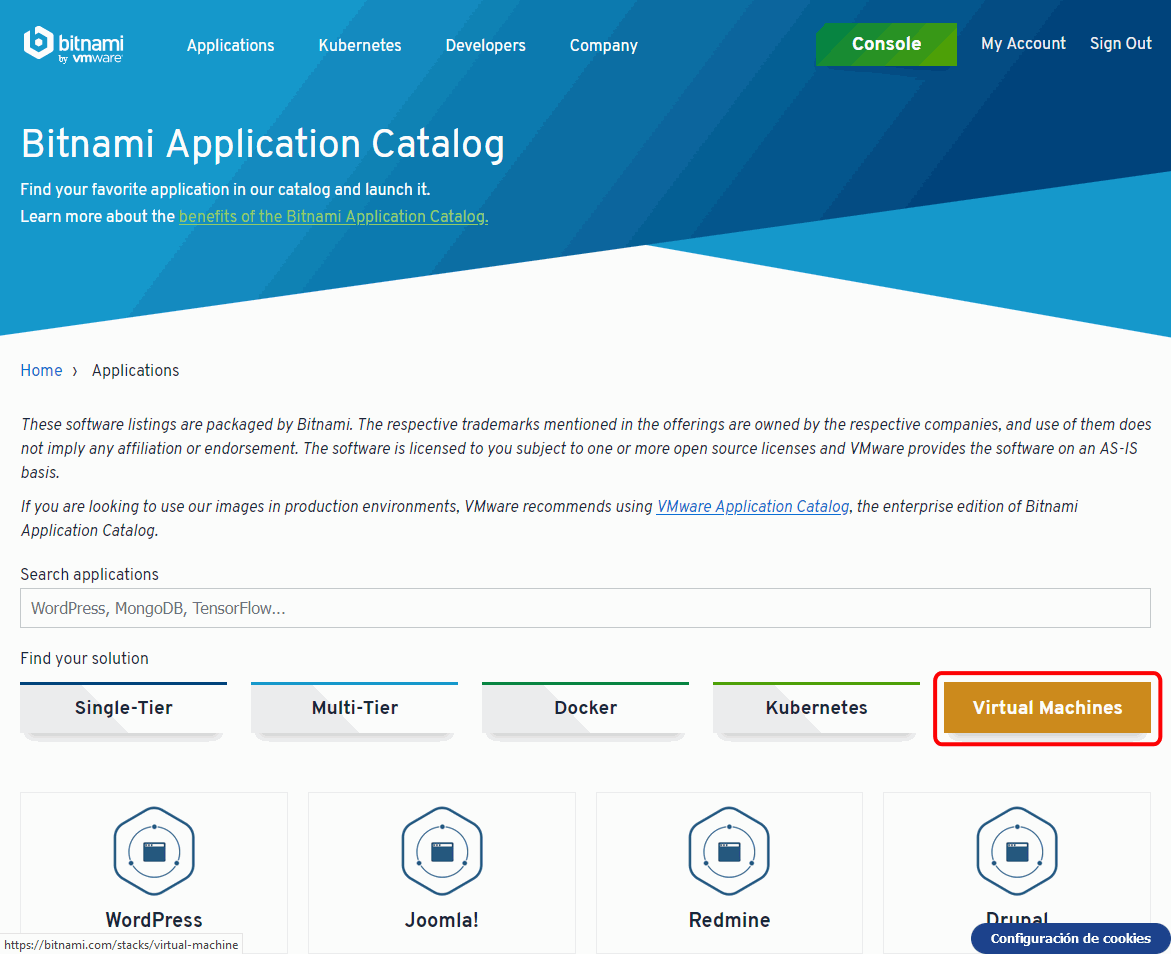 bitnami
by vmware
Applications
Kubernetes
Developers
Company
Console
My Account
Sign Out
Bitnami Application Catalog
Find your favorite application in our catalog and launch it.
Learn more about the benefits of the Bitnami Application Catalog.
Home › Applications
These software listings are packaged by Bitnami. The respective trademarks mentioned in the offerings are owned by the respective companies, and use of them does
not imply any affiliation or endorsement. The software is licensed to you subject to one or more open source licenses and VMware provides the software on an AS-IS
basis.
If you are looking to use our images in production environments, VMware recommends using VMware Application Catalog, the enterprise edition of Bitnami
Application Catalog.
Search applications
WordPress, MongoDB, TensorFlow...
Find your solution
Single-Tier
Multi-Tier
Docker
Kubernetes
Virtual Machines
WordPress
Joomla!
Redmine
Drupal
https://bitnami.com/stacks/virtual-machine
Configuración de cookies